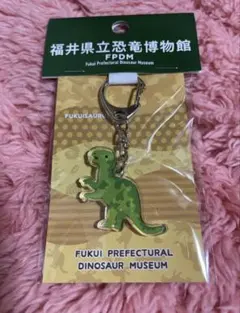 福井県立恐竜博物館
FPDM
Fukui Prefectural Dinosaur Museum
FUKUISAURUS
FUKUI PREFECTURAL
DINOSAUR MUSEUM